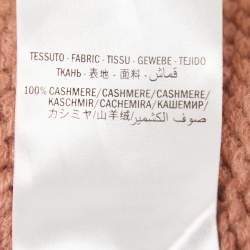 TESSUTO - FABRIC - TISSU - GEWEBE - TEJIDO
ТКАНЬ - 表地 - 面料 - قماش
100% CASHMERE/CASHMERE/CASHMERE/
KASCHMIR/CACHEMIRA/КАШЕМИР/
カシミヤ/山羊绒/صوف الكشمير